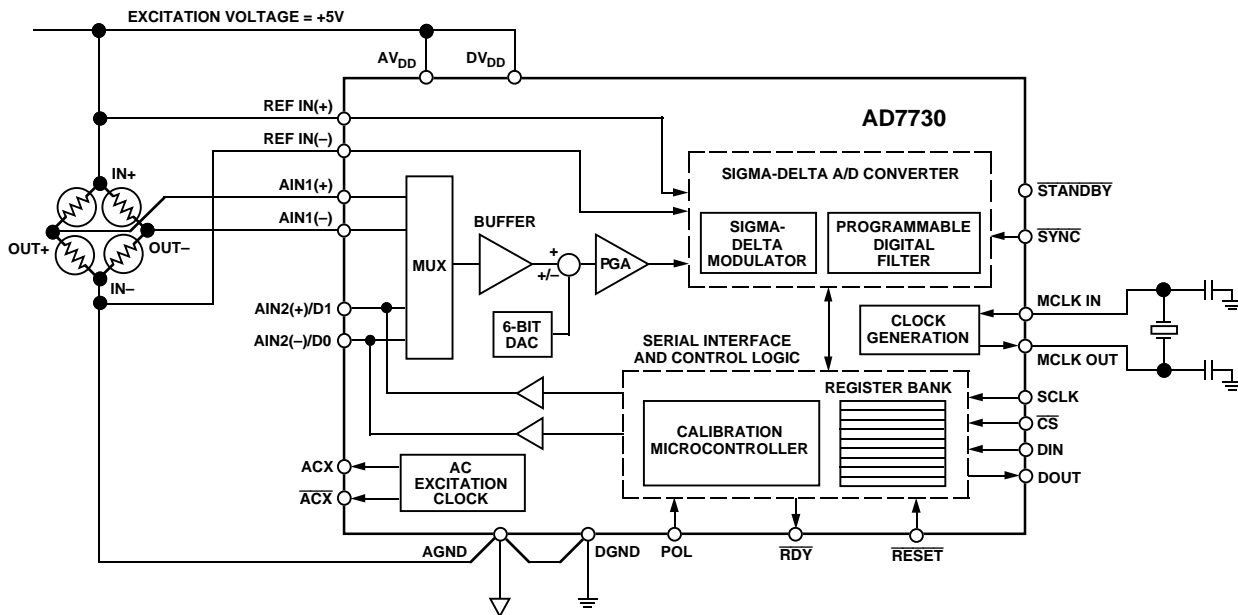 EXCITATION VOLTAGE = +5V
AVDD
DVDD
REF IN(+)
REF IN(–)
AD7730
IN+
AIN1(+)
AIN1(–)
OUT+
OUT–
IN–
MUX
BUFFER
+
+/–
PGA
6-BIT
DAC
SIGMA-DELTA A/D CONVERTER
SIGMA-
DELTA
MODULATOR
PROGRAMMABLE
DIGITAL
FILTER
STANDBY
SYNC
AIN2(+)/D1
AIN2(–)/D0
CLOCK
GENERATION
MCLK IN
MCLK OUT
SERIAL INTERFACE
AND CONTROL LOGIC
REGISTER BANK
CALIBRATION
MICROCONTROLLER
SCLK
CS
DIN
DOUT
ACX
ACX
AC
EXCITATION
CLOCK
AGND
DGND
POL
RDY
RESET